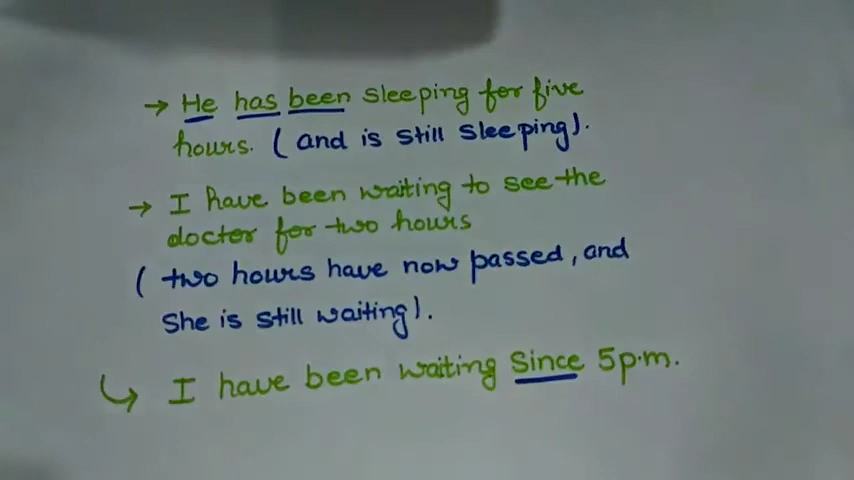 → He has been sleeping for five
hours. (and is still sleeping).
→ I have been waiting to see the
doctor for two hours
( two hours have now passed, and
She is still waiting).
↳ I have been waiting Since 5p.m.